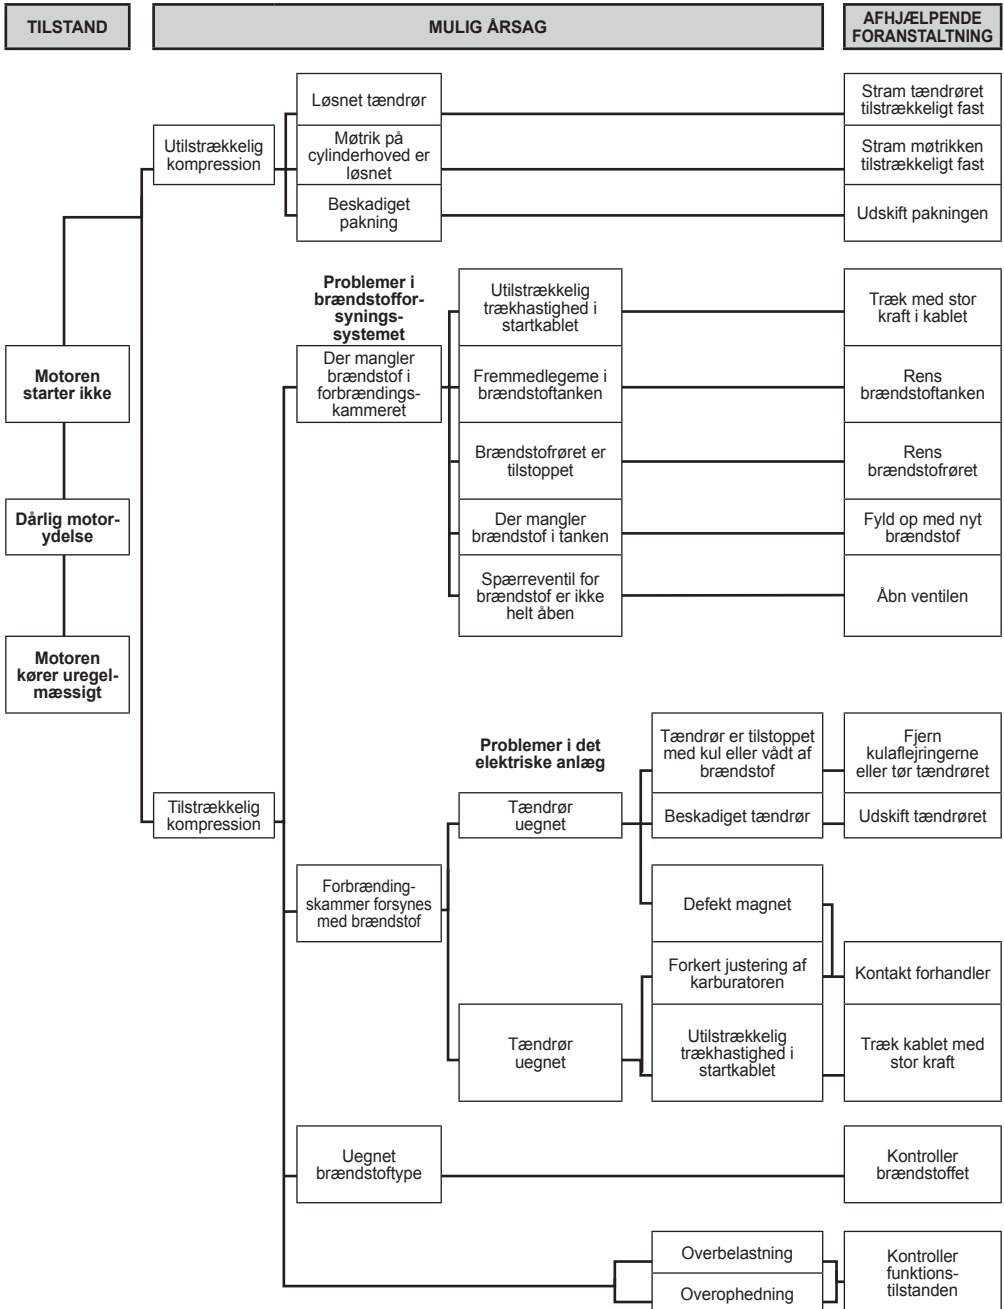 TILSTAND
MULIG ÅRSAG
AFHJÆLPENDE
FORANSTALTNING
Løsnet tændrør
Stram tændrøret
tilstrækkeligt fast
Utilstrækkelig
kompression
Møtrik på
cylinderhoved er
løsnet
Stram møtrikken
tilstrækkeligt fast
Beskadiget
pakning
Udskift pakningen
Problemer i
brændstoffor-
synings-
systemet
Utilstrækkelig
trækhastighed i
startkablet
Træk med stor
kraft i kablet
Motoren
starter ikke
Der mangler
brændstof i
forbrændings-
kammeret
Fremmedlegeme i
brændstoftanken
Rens
brændstoftanken
Brændstofrøret er
tilstoppet
Rens
brændstofrøret
Dårlig motor-
ydelse
Der mangler
brændstof i tanken
Fyld op med nyt
brændstof
Spærreventil for
brændstof er ikke
helt åben
Åbn ventilen
Motoren
kører uregel-
mæssigt
Problemer i det
elektriske anlæg
Tændrør er tilstoppet
med kul eller vådt af
brændstof
Fjern
kulaflejringerne
eller tør tændrøret
Tilstrækkelig
kompression
Tændrør
uegnet
Beskadiget tændrør
Udskift tændrøret
Forbrænding-
skammer forsynes
med brændstof
Defekt magnet
Forkert justering af
karburatoren
Kontakt forhandler
Tændrør
uegnet
Utilstrækkelig
trækhastighed i
startkablet
Træk kablet med
stor kraft
Uegnet
brændstoftype
Kontroller
brændstoffet
Overbelastning
Overophedning
Kontroller
funktions-
tilstanden